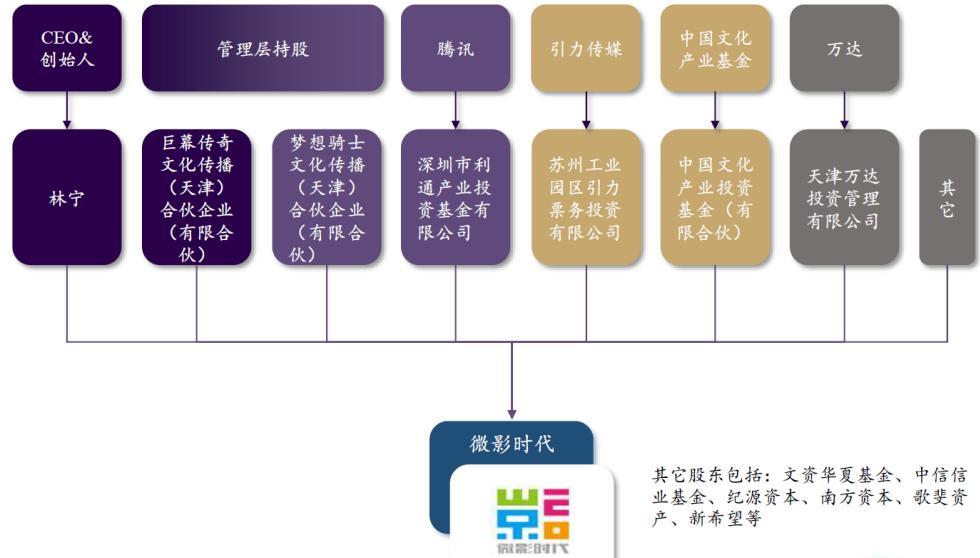 CEO&
创始人
管理层持股
腾讯
引力传媒
中国文化
产业基金
万达
林宁
巨幕传奇
文化传播
（天津）
合伙企业
（有限合
伙）
梦想骑士
文化传播
（天津）
合伙企业
（有限合
伙）
深圳市利
通产业投
资基金有
限公司
苏州工业
园区引力
票务投资
有限公司
中国文化
产业投资
基金（有
限合伙）
天津万达
投资管理
有限公司
其
它
微影时代
微影时代
其它股东包括：文资华夏基金、中信信
业基金、纪源资本、南方资本、歌斐资
产、新希望等